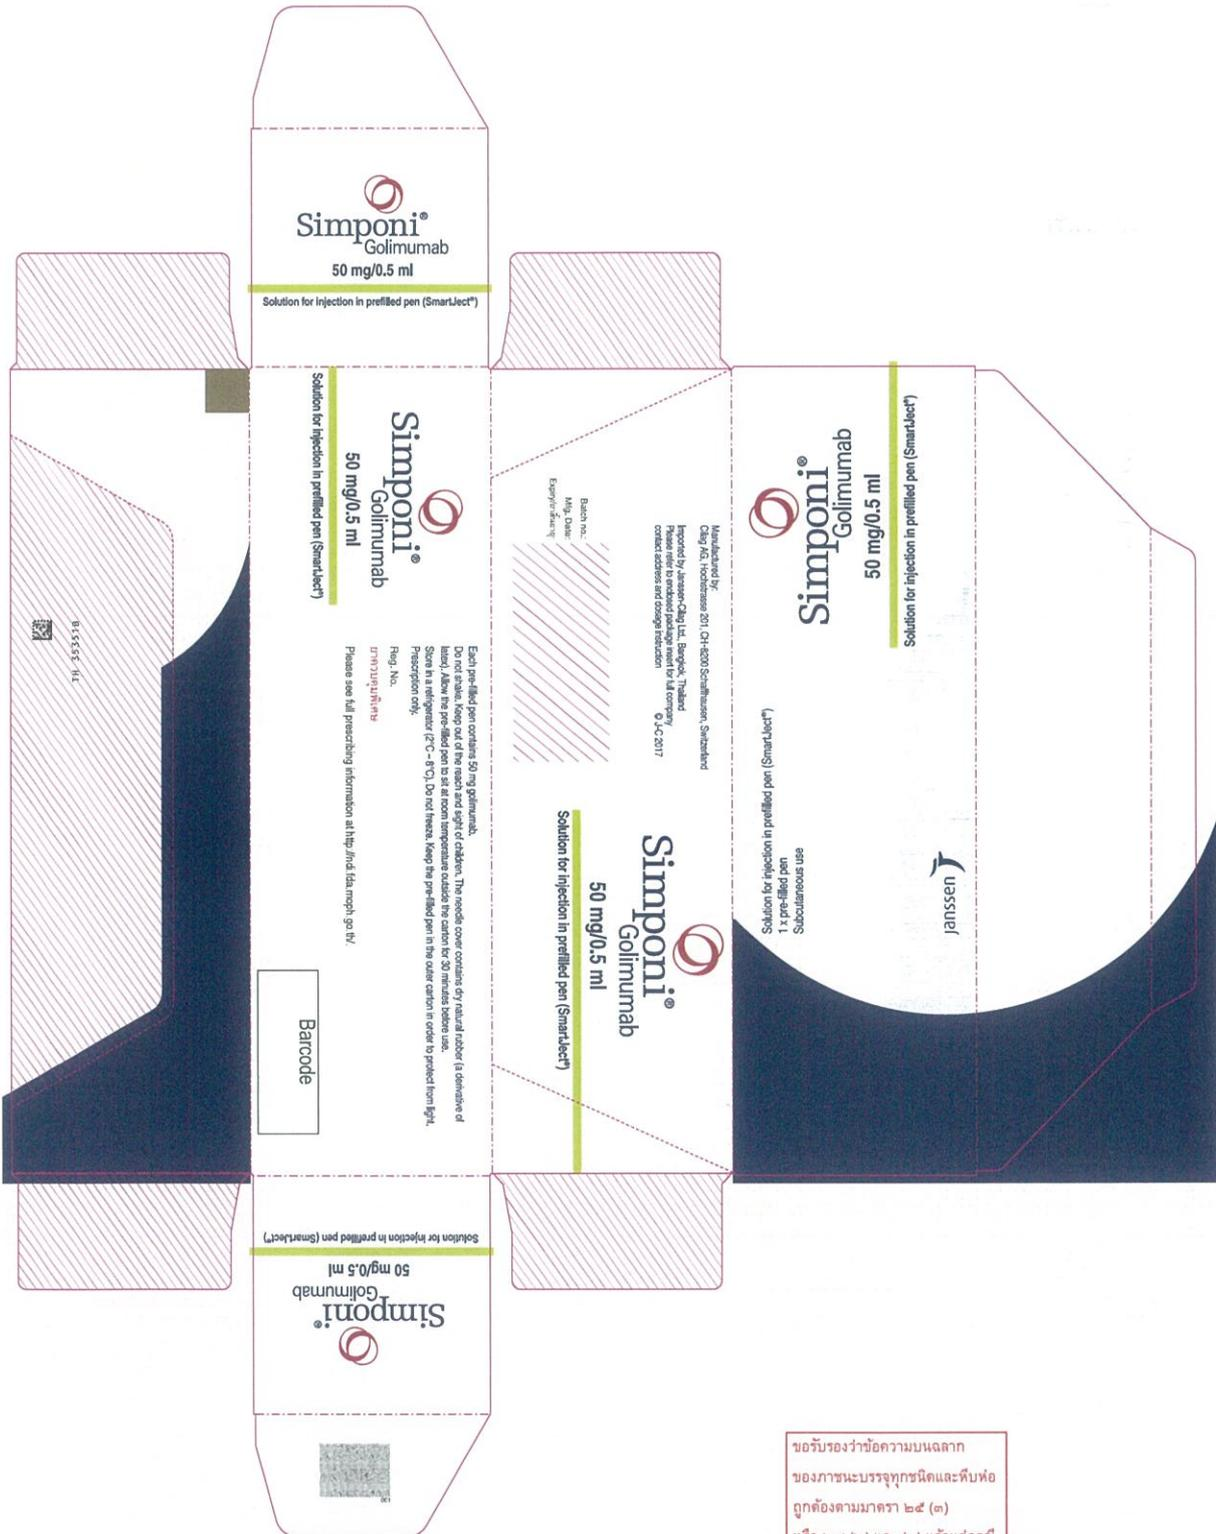 Simponi®
Golimumab
50 mg/0.5 ml
Solution for injection in prefilled pen (SmartJect®)
Simponi®
Golimumab
50 mg/0.5 ml
Solution for injection in prefilled pen (SmartJect®)
Each pre-filled pen contains 50 mg golimumab.
Do not shake. Keep out of the reach and sight of children. The needle cover contains dry natural rubber (a derivative of
latex). Allow the pre-filled pen to sit at room temperature outside the carton for 30 minutes before use.
Store in a refrigerator (2°C – 8°C). Do not freeze. Keep the pre-filled pen in the outer carton in order to protect from light.
Prescription only.
Reg. No.
ยาควบคุมพิเศษ
Please see full prescribing information at http://ndi.fda.moph.go.th/.
Barcode
TH 353518
Batch no.:
Mfg. Date:
Expiry/ยาสิ้นอายุ:
Manufactured by:
Cilag AG, Hochstrasse 201, CH-8200 Schaffhausen, Switzerland
Imported by Janssen-Cilag Ltd., Bangkok, Thailand
Please refer to enclosed package insert for full company
contact address and dosage instruction
© J-C 2017
Simponi®
Golimumab
50 mg/0.5 ml
Solution for injection in prefilled pen (SmartJect®)
Simponi®
Golimumab
50 mg/0.5 ml
Solution for injection in prefilled pen (SmartJect®)
Solution for injection in prefilled pen (SmartJect®)
1 x pre-filled pen
Subcutaneous use
janssen
Simponi®
Golimumab
50 mg/0.5 ml
Solution for injection in prefilled pen (SmartJect®)
ขอรับรองว่าข้อความบนฉลาก
ของภาชนะบรรจุทุกชนิดและหีบห่อ
ถูกต้องตามมาตรา ๒๕ (๓)